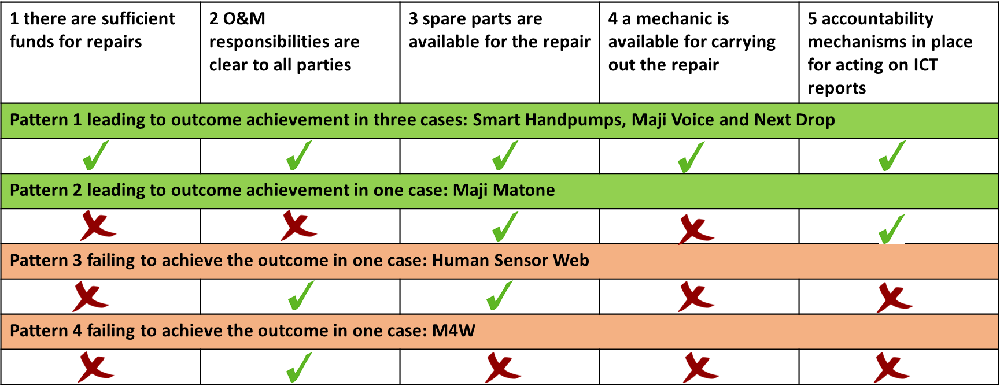 1 there are sufficient
funds for repairs
2 O&M
responsibilities are
clear to all parties
3 spare parts are
available for the repair
4 a mechanic is
available for carrying
out the repair
5 accountability
mechanisms in place
for acting on ICT
reports
Pattern 1 leading to outcome achievement in three cases: Smart Handpumps, Maji Voice and Next Drop
Pattern 2 leading to outcome achievement in one case: Maji Matone
Pattern 3 failing to achieve the outcome in one case: Human Sensor Web
Pattern 4 failing to achieve the outcome in one case: M4W